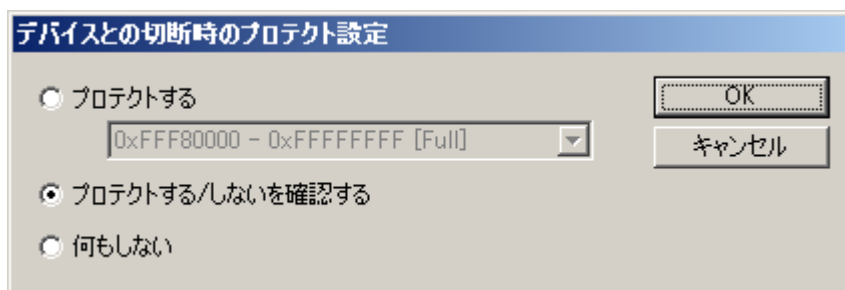 デバイスとの切断時のプロテクト設定
プロテクトする
OK
0xFFF80000 - 0xFFFFFFFF [Full]
キャンセル
プロテクトする/しないを確認する
何もしない